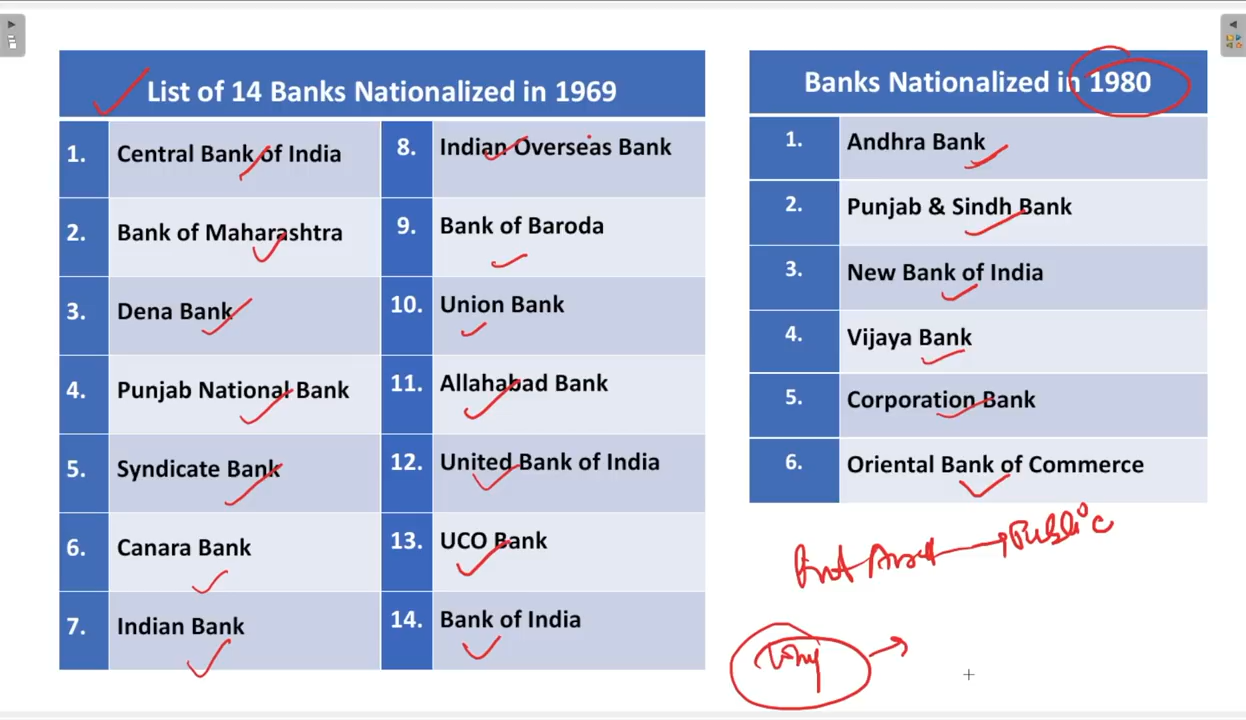 List of 14 Banks Nationalized in 1969
1. Central Bank of India
2. Bank of Maharashtra
3. Dena Bank
4. Punjab National Bank
5. Syndicate Bank
6. Canara Bank
7. Indian Bank
8. Indian Overseas Bank
9. Bank of Baroda
10. Union Bank
11. Allahabad Bank
12. United Bank of India
13. UCO Bank
14. Bank of India
Banks Nationalized in 1980
1. Andhra Bank
2. Punjab & Sindh Bank
3. New Bank of India
4. Vijaya Bank
5. Corporation Bank
6. Oriental Bank of Commerce
Public
Why